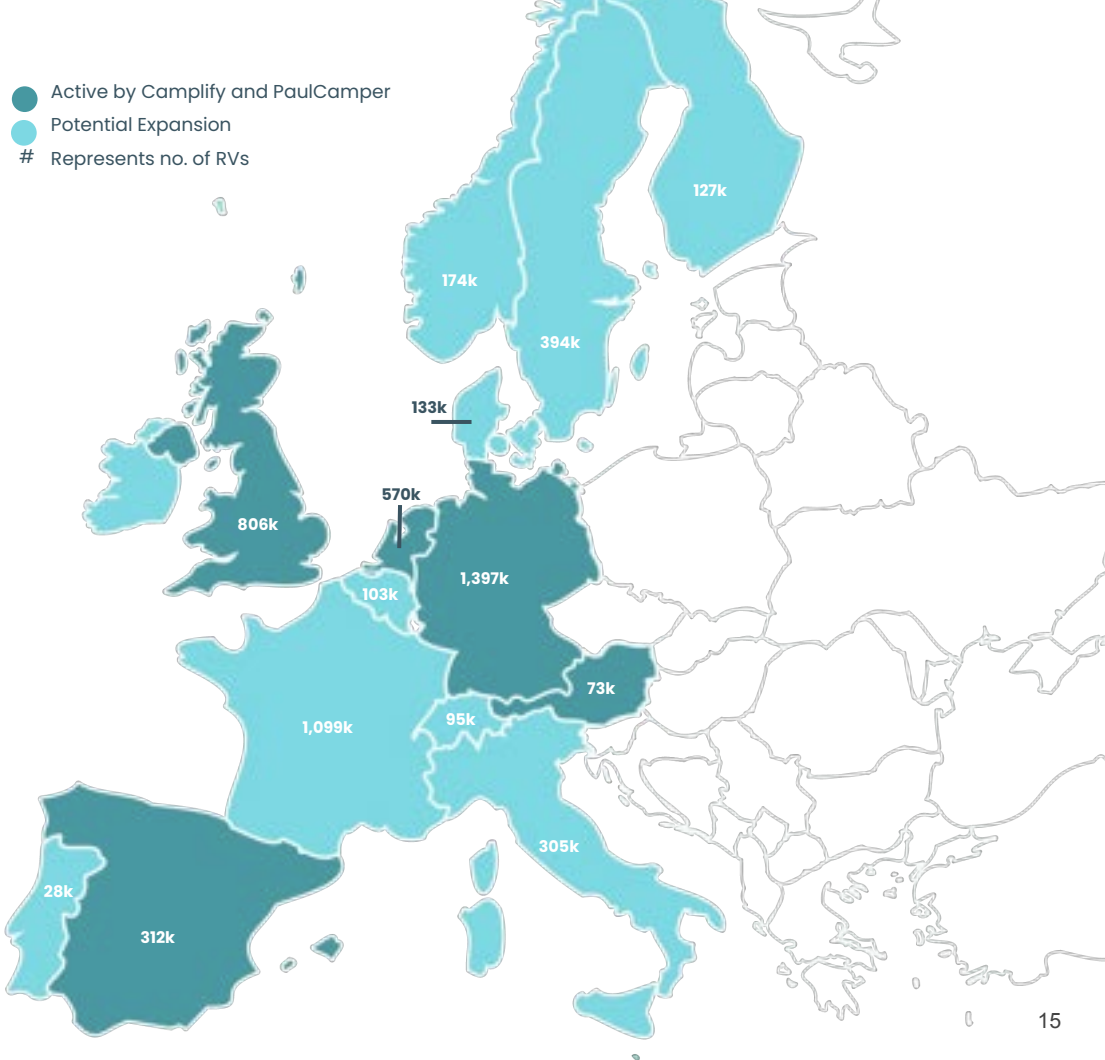 Active by Camplify and PaulCamper
Potential Expansion
# Represents no. of RVs
127k
174k
394k
133k
570k
806k
1,397k
103k
73k
95k
1,099k
305k
28k
312k
15